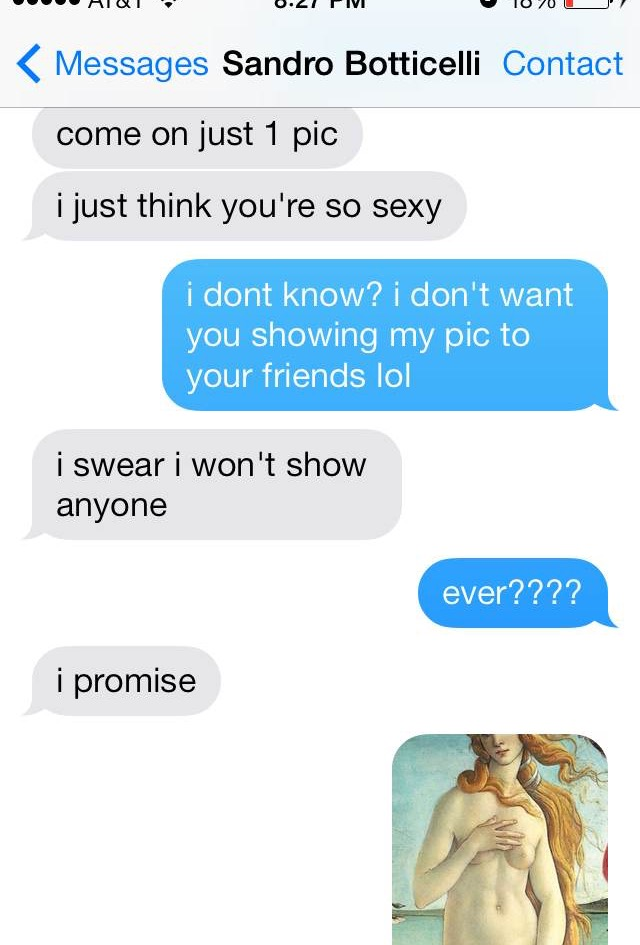 AT&T 8:27 PM 18%
Messages Sandro Botticelli Contact
come on just 1 pic
i just think you're so sexy
i dont know? i don't want
you showing my pic to
your friends lol
i swear i won't show
anyone
ever????
i promise